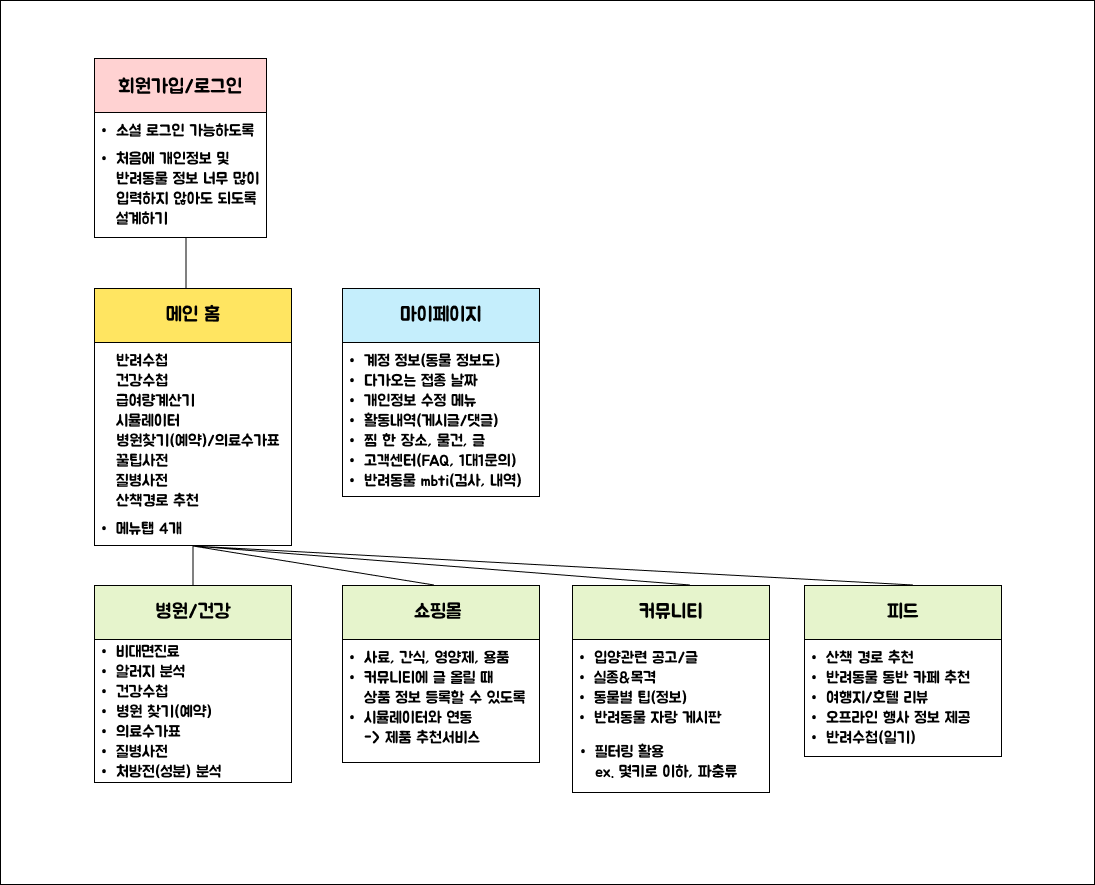 회원가입/로그인
• 소셜 로그인 가능하도록
• 처음에 개인정보 및
반려동물 정보 너무 많이
입력하지 않아도 되도록
설계하기
메인 홈
반려수첩
건강수첩
급여량계산기
시뮬레이터
병원찾기(예약)/의료수가표
꿀팁사전
질병사전
산책경로 추천
• 메뉴탭 4개
마이페이지
• 계정 정보(동물 정보도)
• 다가오는 접종 날짜
• 개인정보 수정 메뉴
• 활동내역(게시글/댓글)
• 찜 한 장소, 물건, 글
• 고객센터(FAQ, 1대1문의)
• 반려동물 mbti(검사, 내역)
병원/건강
• 비대면진료
• 알러지 분석
• 건강수첩
• 병원 찾기(예약)
• 의료수가표
• 질병사전
• 처방전(성분) 분석
쇼핑몰
• 사료, 간식, 영양제, 용품
• 커뮤니티에 글 올릴 때
상품 정보 등록할 수 있도록
• 시뮬레이터와 연동
-> 제품 추천서비스
커뮤니티
• 입양관련 공고/글
• 실종&목격
• 동물별 팁(정보)
• 반려동물 자랑 게시판
• 필터링 활용
ex. 몇키로 이하, 파충류
피드
• 산책 경로 추천
• 반려동물 동반 카페 추천
• 여행지/호텔 리뷰
• 오프라인 행사 정보 제공
• 반려수첩(일기)